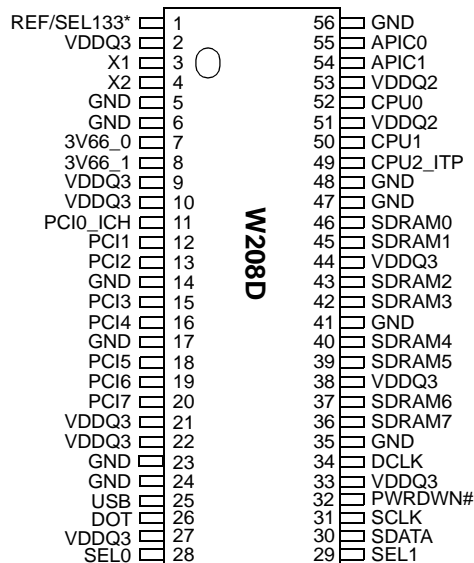 REF/SEL133* 1 56 GND
VDDQ3 2 55 APIC0
X1 3 54 APIC1
X2 4 53 VDDQ2
GND 5 52 CPU0
GND 6 51 VDDQ2
3V66_0 7 50 CPU1
3V66_1 8 49 CPU2_ITP
VDDQ3 9 48 GND
VDDQ3 10 47 GND
PCI0_ICH 11 46 SDRAM0
PCI1 12 45 SDRAM1
PCI2 13 44 VDDQ3
GND 14 43 SDRAM2
PCI3 15 42 SDRAM3
PCI4 16 41 GND
GND 17 40 SDRAM4
PCI5 18 39 SDRAM5
PCI6 19 38 VDDQ3
PCI7 20 37 SDRAM6
VDDQ3 21 36 SDRAM7
VDDQ3 22 35 GND
GND 23 34 DCLK
GND 24 33 VDDQ3
USB 25 32 PWRDWN#
DOT 26 31 SCLK
VDDQ3 27 30 SDATA
SEL0 28 29 SEL1
W208D